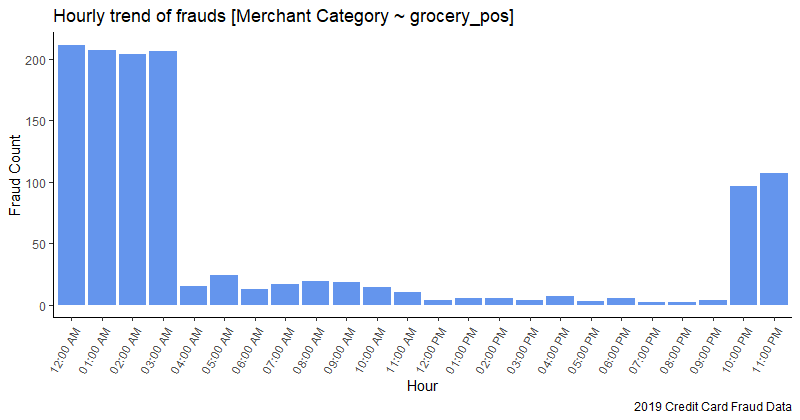 Hourly trend of frauds [Merchant Category ~ grocery_pos]
Fraud Count
200
150
100
50
0
12:00 AM
01:00 AM
02:00 AM
03:00 AM
04:00 AM
05:00 AM
06:00 AM
07:00 AM
08:00 AM
09:00 AM
10:00 AM
11:00 AM
12:00 PM
01:00 PM
02:00 PM
03:00 PM
04:00 PM
05:00 PM
06:00 PM
07:00 PM
08:00 PM
09:00 PM
10:00 PM
11:00 PM
Hour
2019 Credit Card Fraud Data